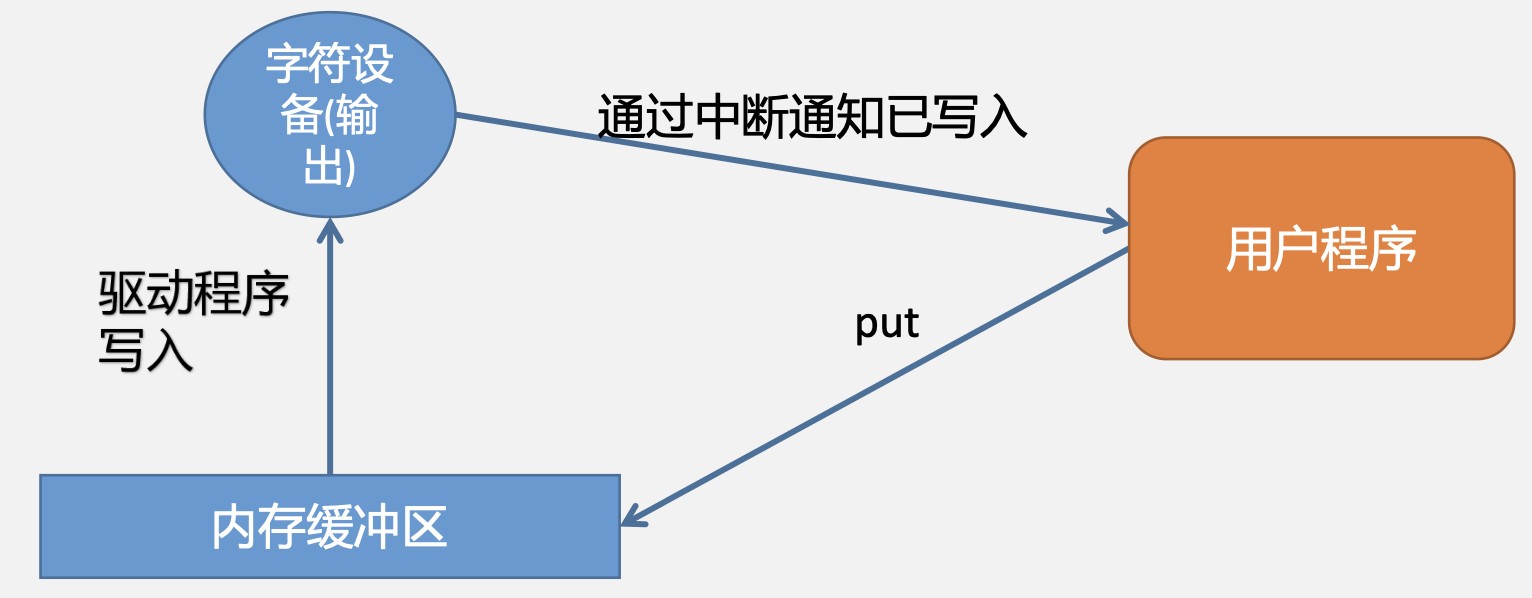 字符设
备(输
出)
通过中断通知已写入
用户程序
驱动程序
写入
put
内存缓冲区